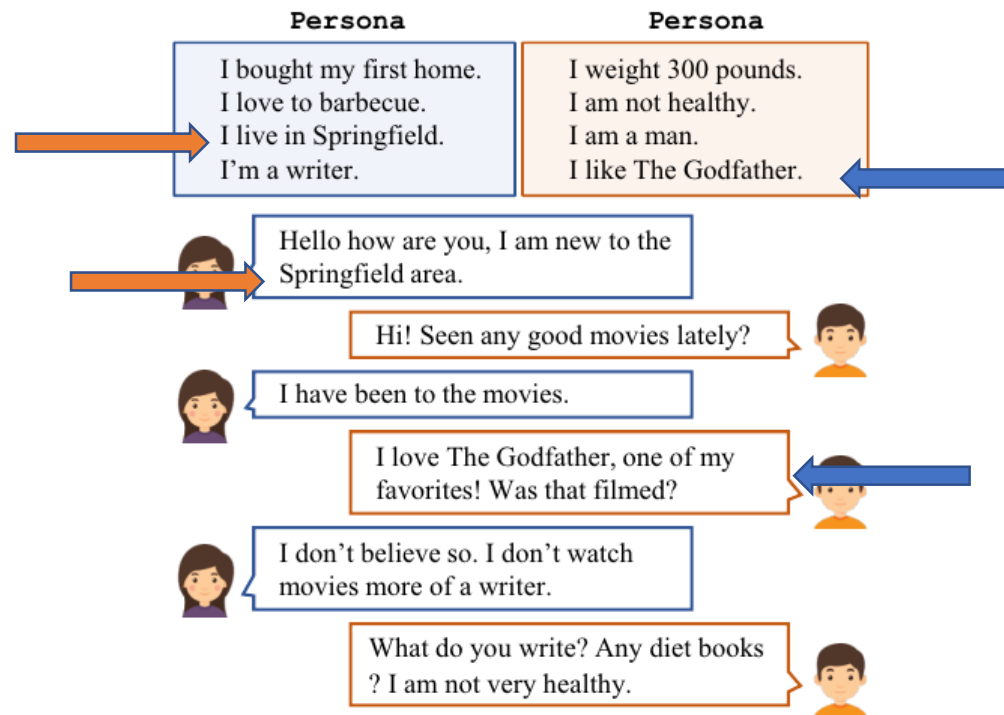 Persona
I bought my first home.
I love to barbecue.
I live in Springfield.
I’m a writer.
Persona
I weight 300 pounds.
I am not healthy.
I am a man.
I like The Godfather.
Hello how are you, I am new to the
Springfield area.
Hi! Seen any good movies lately?
I have been to the movies.
I love The Godfather, one of my
favorites! Was that filmed?
I don’t believe so. I don’t watch
movies more of a writer.
What do you write? Any diet books
? I am not very healthy.